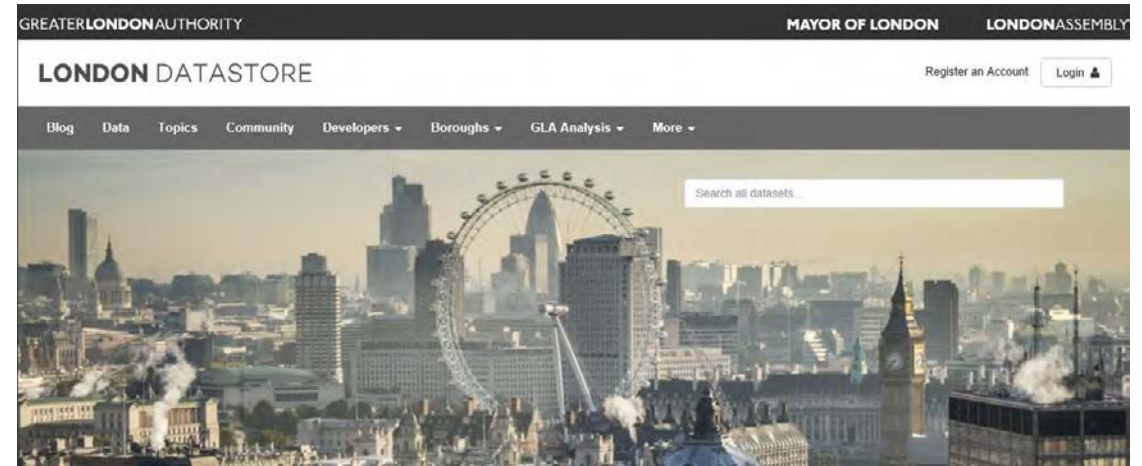 GREATERLONDONAUTHORITY MAYOR OF LONDON LONDONASSEMBLY
LONDON DATASTORE Register an Account Login
Blog Data Topics Community Developers Boroughs GLA Analysis More
Search all datasets...